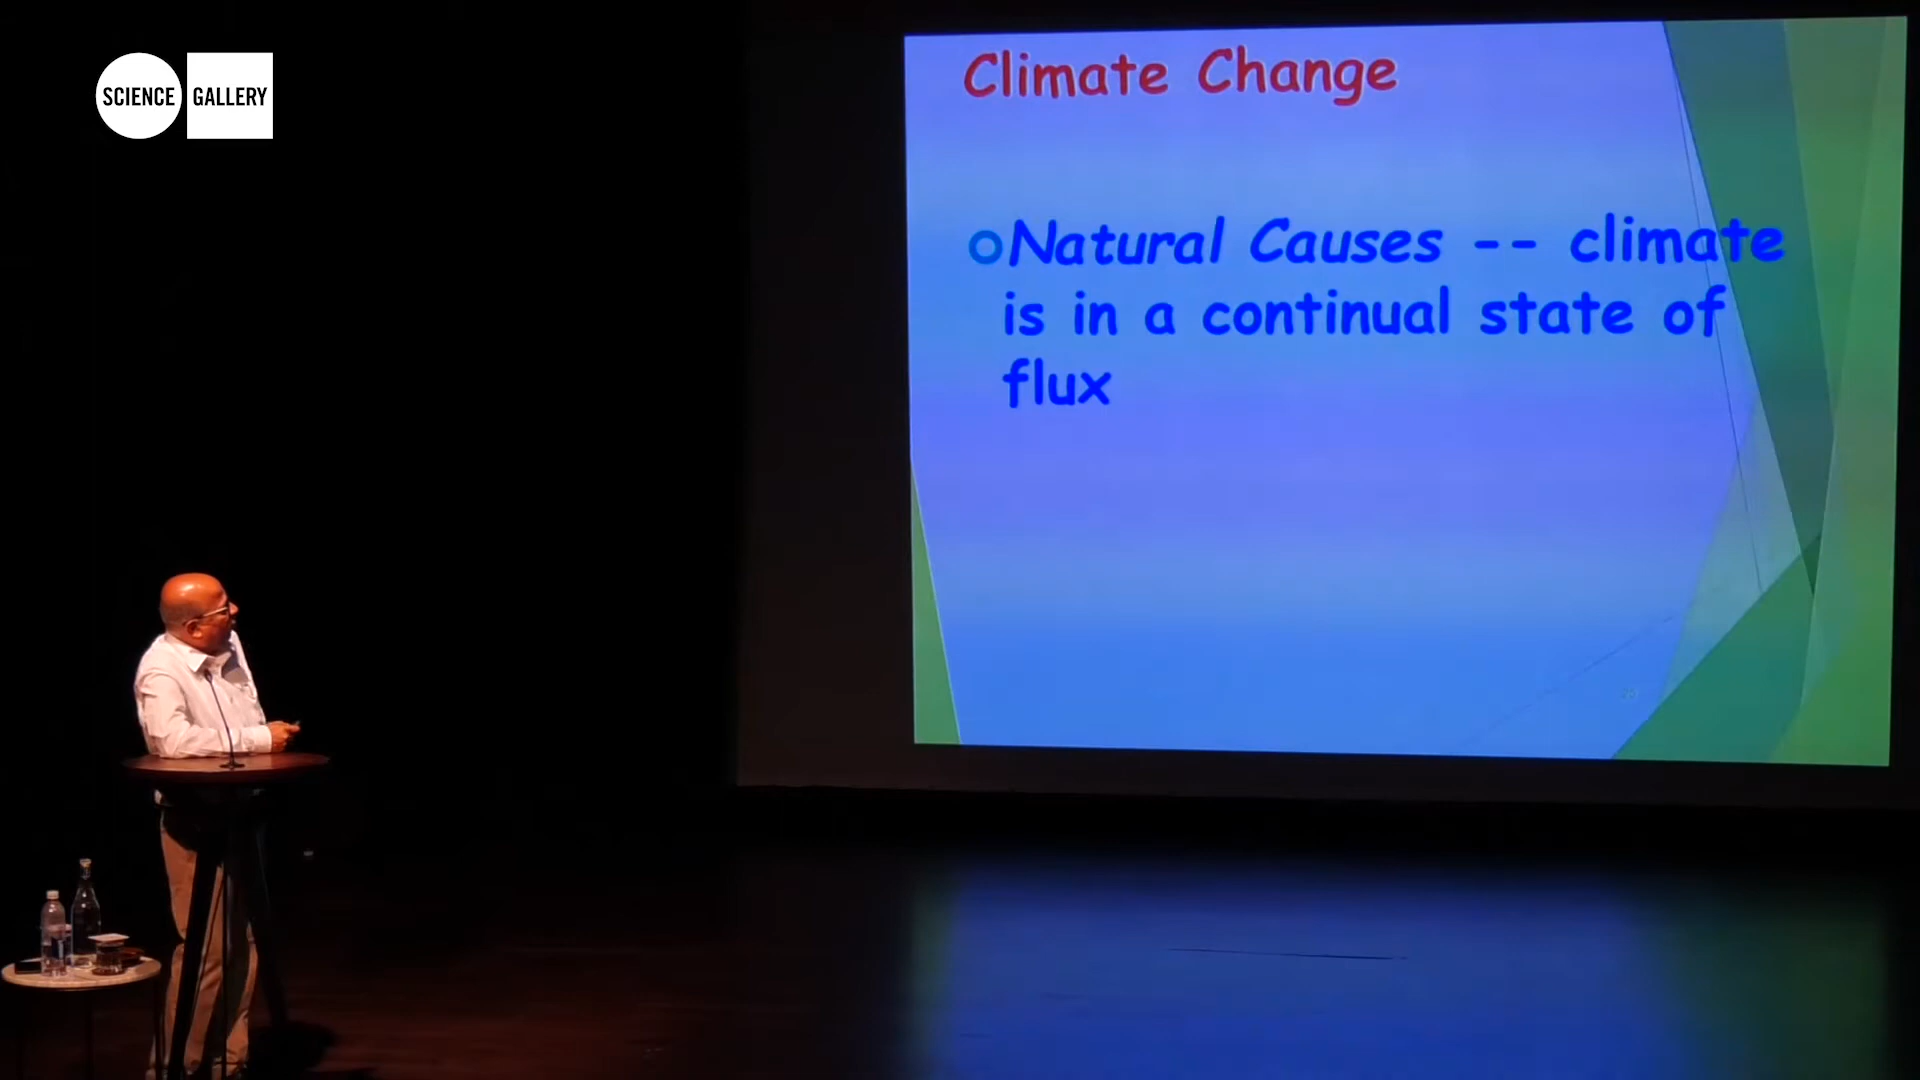 SCIENCE GALLERY
Climate Change
Natural Causes -- climate
is in a continual state of
flux